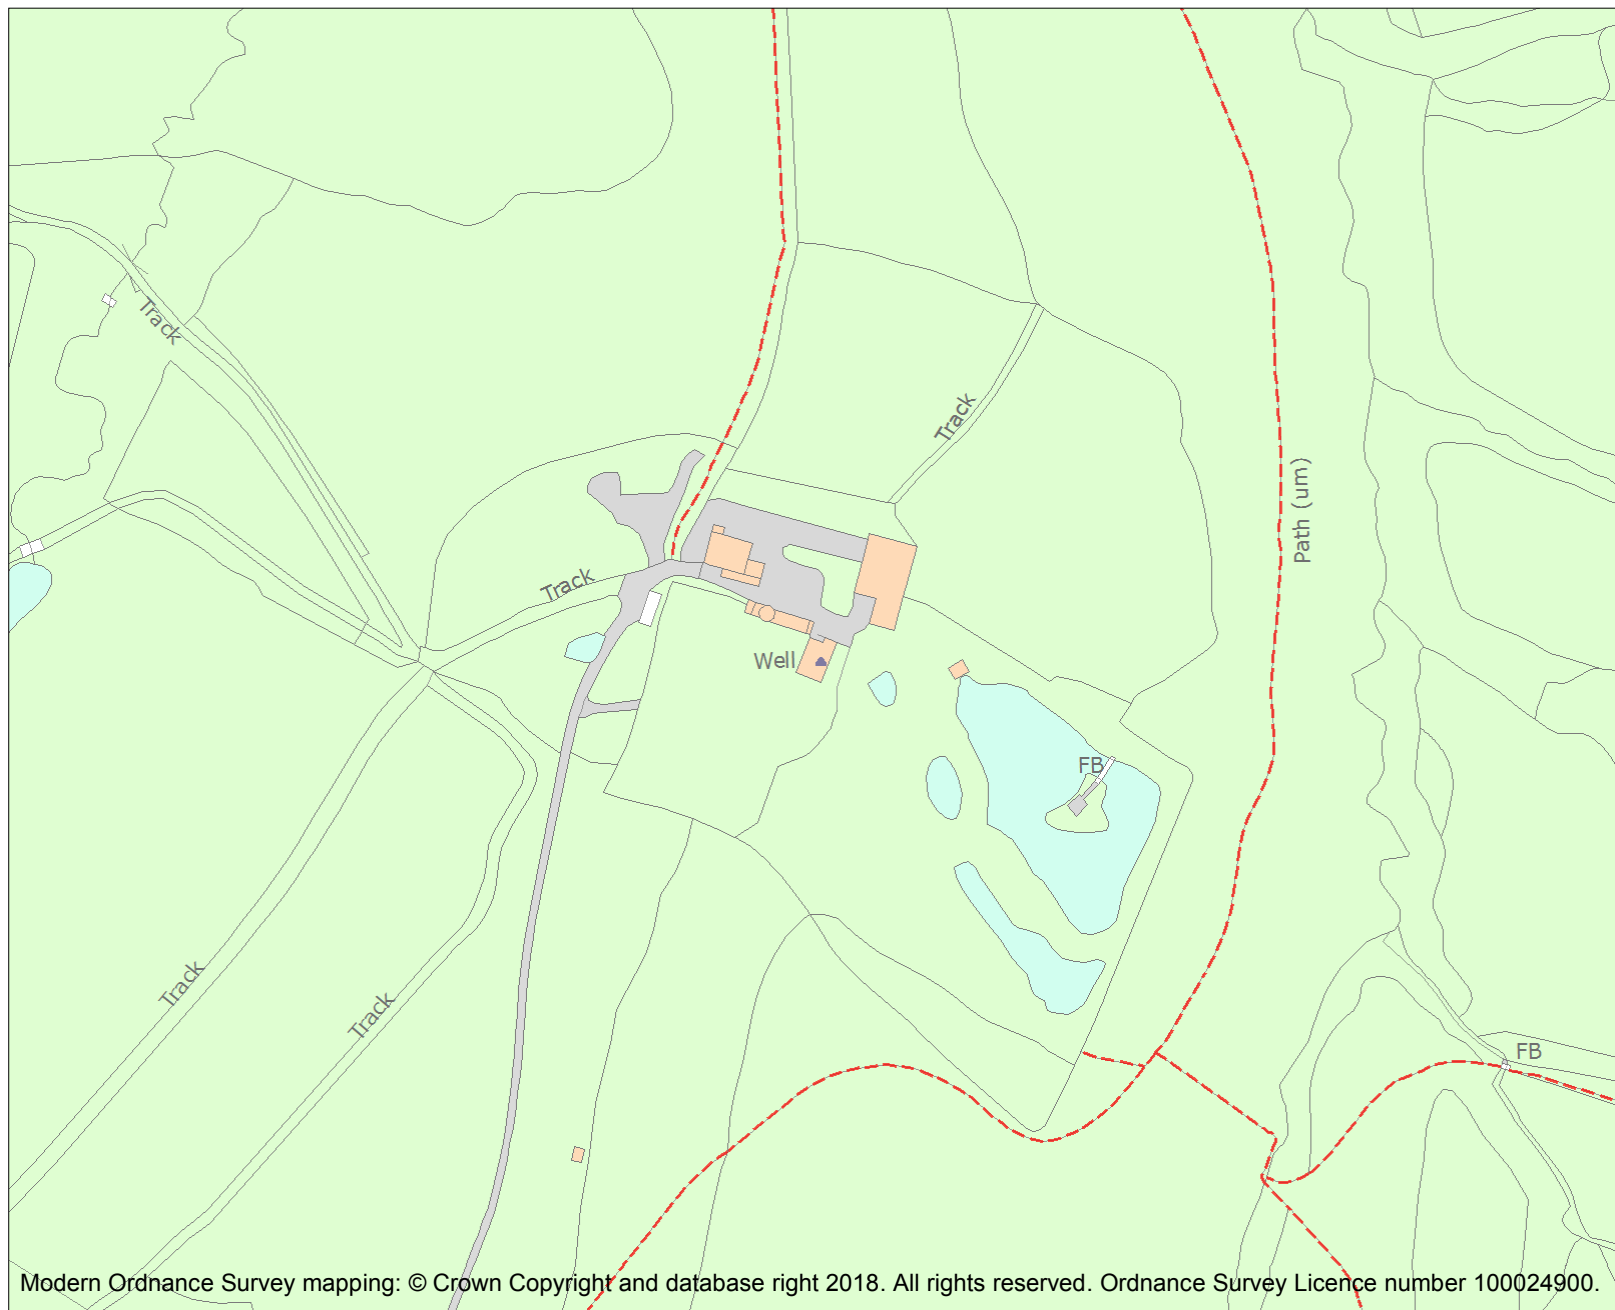 Track
Track
Path (um)
Track
Well
FB
Track
Track
FB
Modern Ordnance Survey mapping: © Crown Copyright and database right 2018. All rights reserved. Ordnance Survey Licence number 100024900.